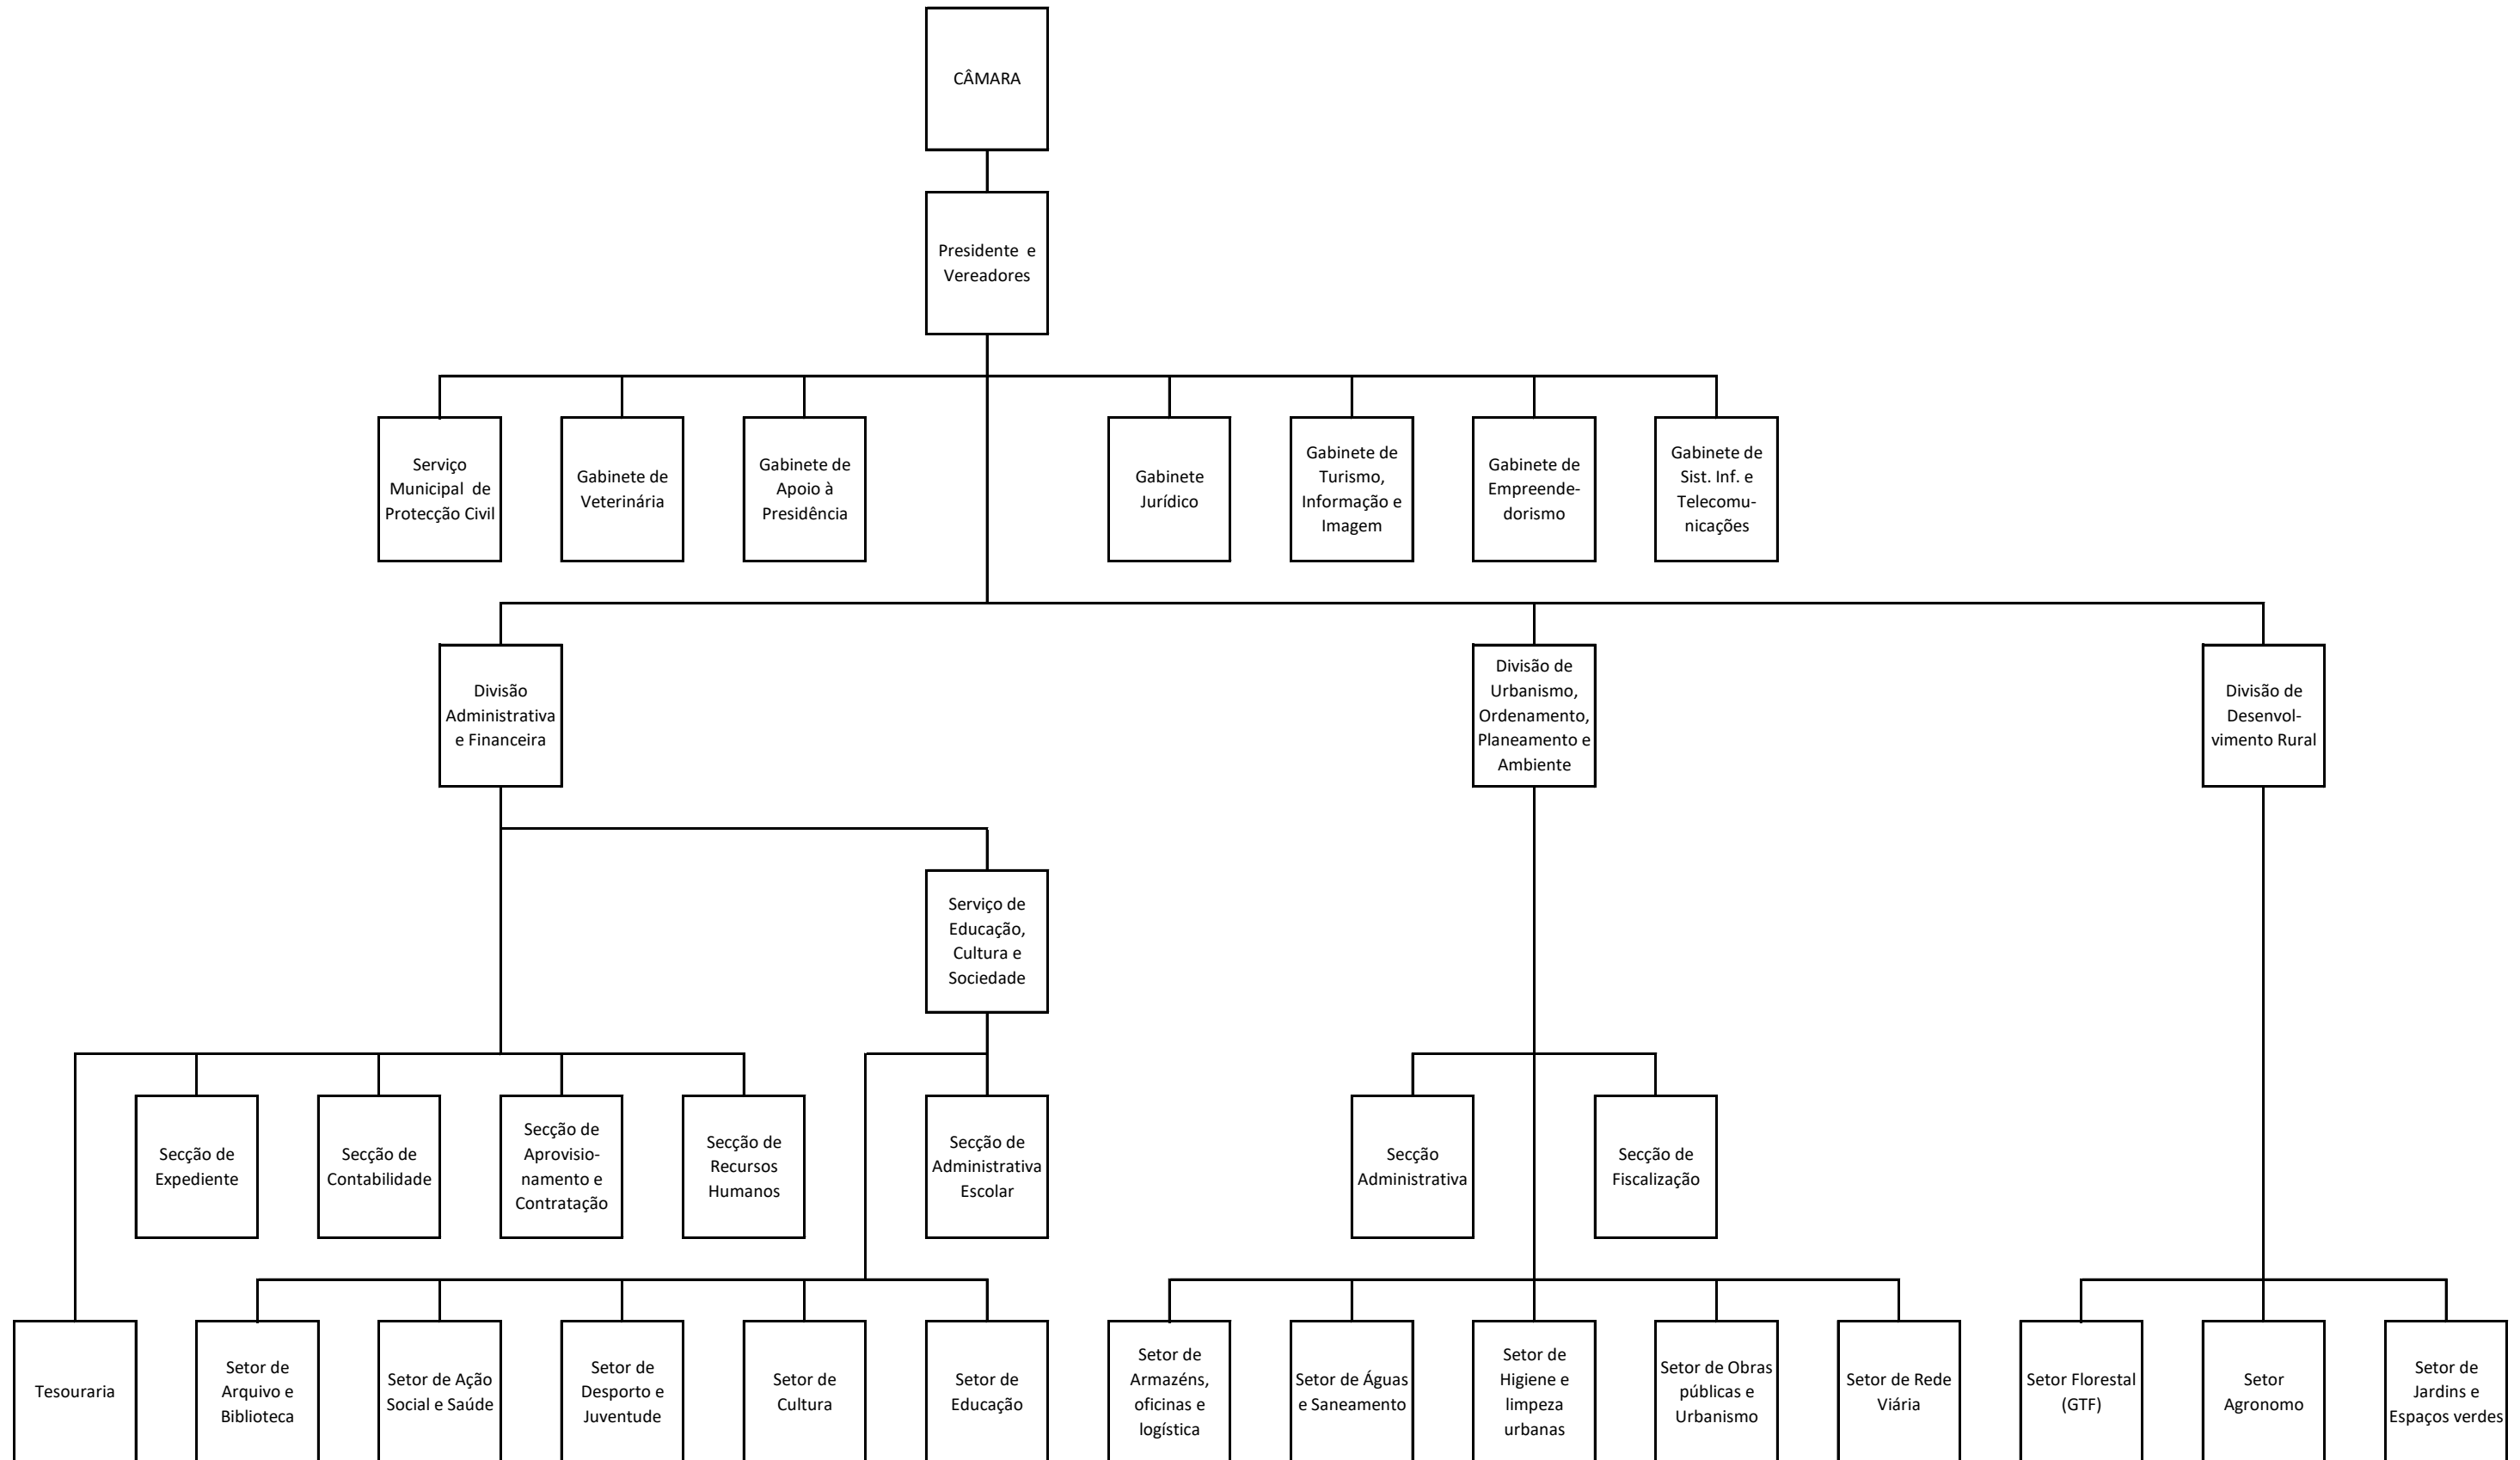 CÂMARA
Presidente e
Vereadores
Serviço
Municipal de
Protecção Civil
Gabinete de
Veterinária
Gabinete de
Apoio à
Presidência
Gabinete
Jurídico
Gabinete de
Turismo,
Informação e
Imagem
Gabinete de
Empreende-
dorismo
Gabinete de
Sist. Inf. e
Telecomu-
nicações
Divisão
Administrativa
e Financeira
Divisão de
Urbanismo,
Ordenamento,
Planeamento e
Ambiente
Divisão de
Desenvol-
vimento Rural
Serviço de
Educação,
Cultura e
Sociedade
Secção de
Expediente
Secção de
Contabilidade
Secção de
Aprovisio-
namento e
Contratação
Secção de
Recursos
Humanos
Secção de
Administrativa
Escolar
Secção
Administrativa
Secção de
Fiscalização
Tesouraria
Setor de
Arquivo e
Biblioteca
Setor de Ação
Social e Saúde
Setor de
Desporto e
Juventude
Setor de
Cultura
Setor de
Educação
Setor de
Armazéns,
oficinas e
logística
Setor de Águas
e Saneamento
Setor de
Higiene e
limpeza
urbanas
Setor de Obras
públicas e
Urbanismo
Setor de Rede
Viária
Setor Florestal
(GTF)
Setor
Agronomo
Setor de
Jardins e
Espaços verdes